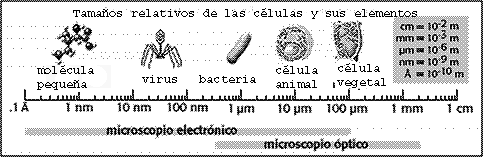 Tamaños relativos de las células y sus elementos
molécula
pequeña
virus
bacteria
célula
animal
célula
vegetal
cm = 10⁻² m
mm = 10⁻³ m
µm = 10⁻⁶ m
nm = 10⁻⁹ m
Å = 10⁻¹⁰ m
.1 Å
1 nm
10 nm
100 nm
1 µm
10 µm
100 µm
1 mm
1 cm
microscopio electrónico
microscopio óptico